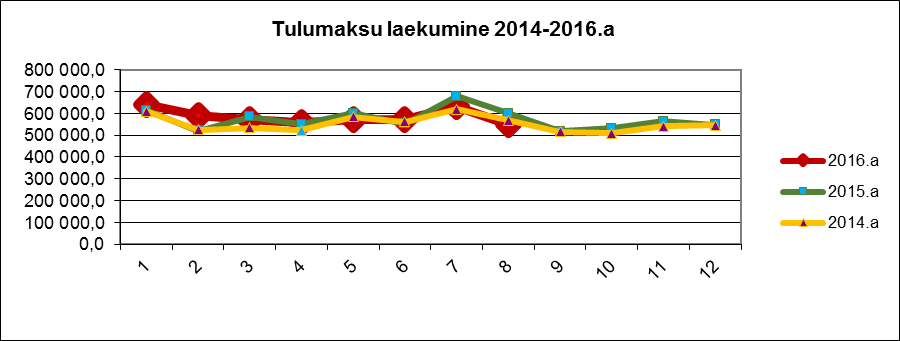 Tulumaksu laekumine 2014-2016.a
800 000,0
700 000,0
600 000,0
500 000,0
400 000,0
300 000,0
200 000,0
100 000,0
0,0
1 2 3 4 5 6 7 8 9 10 11 12
2016.a
2015.a
2014.a